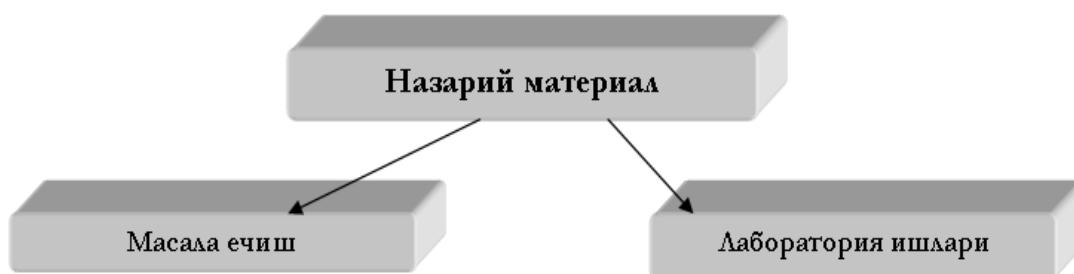 Назарий материал
Масала ечиш
Лаборатория ишлари